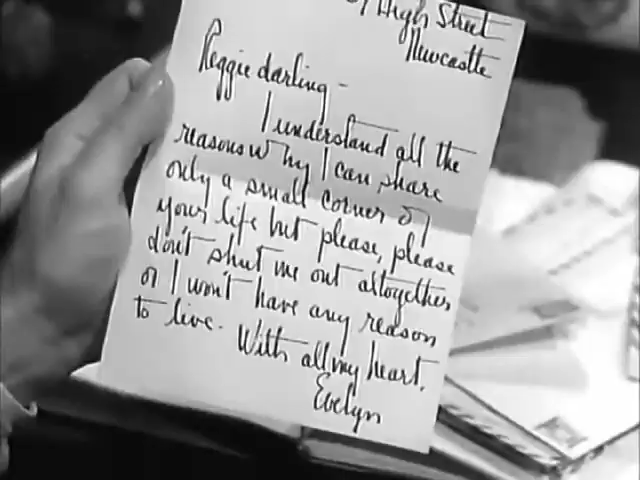 High Street
Newcastle
Reggie darling -
I understand all the
reasons why I can share
only a small corner of
your life but please, please
don't shut me out altogether
or I won't have any reason
to live. With all my heart,
Evelyn